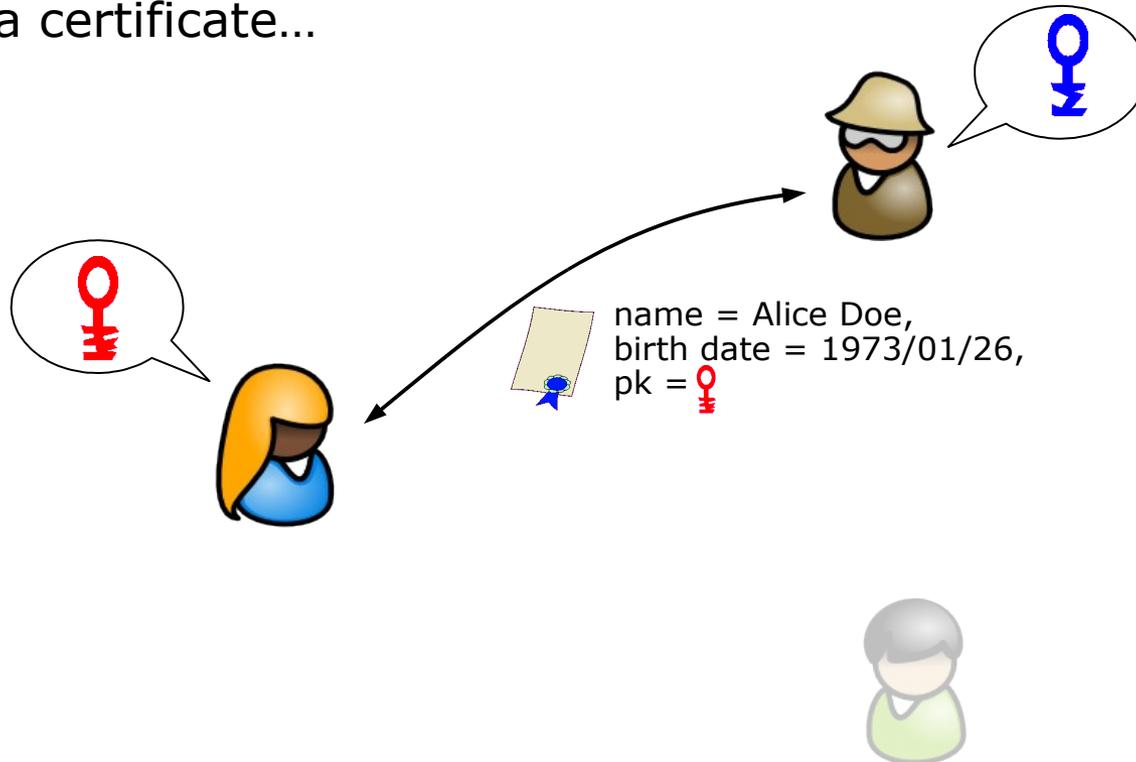 a certificate…
name = Alice Doe,
birth date = 1973/01/26,
pk =